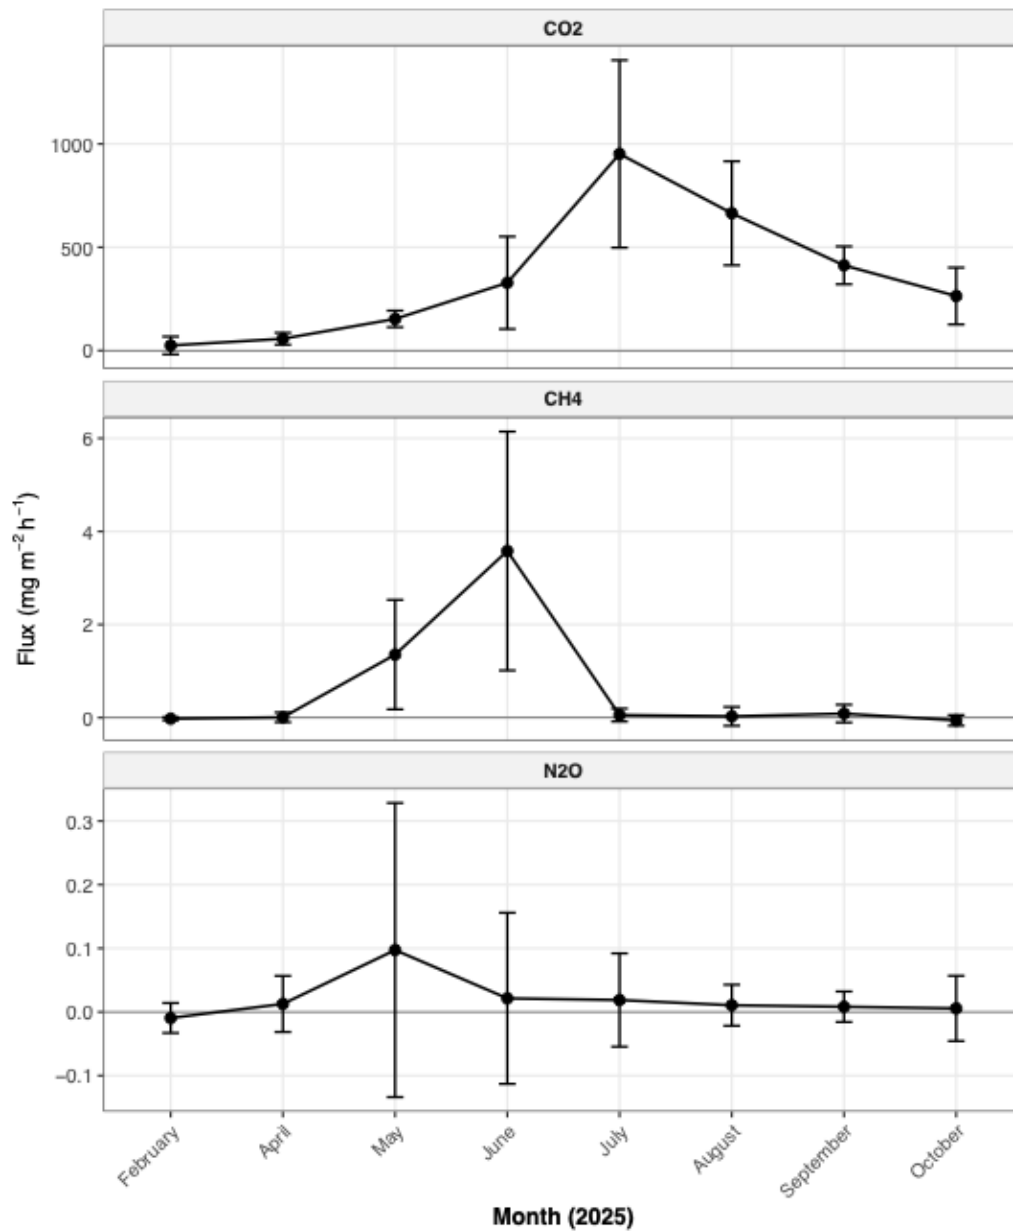 CO2
1000
500
0
CH4
6
4
2
0
N2O
0.3
0.2
0.1
0.0
−0.1
Flux (mg m⁻² h⁻¹)
February
April
May
June
July
August
September
October
Month (2025)